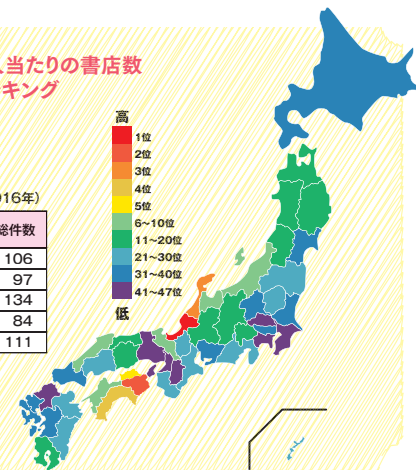 人当たりの書店数
キング
16年)
総件数
106
97
134
84
111
高
1位
2位
3位
4位
5位
6〜10位
11〜20位
21〜30位
31〜40位
41〜47位
低